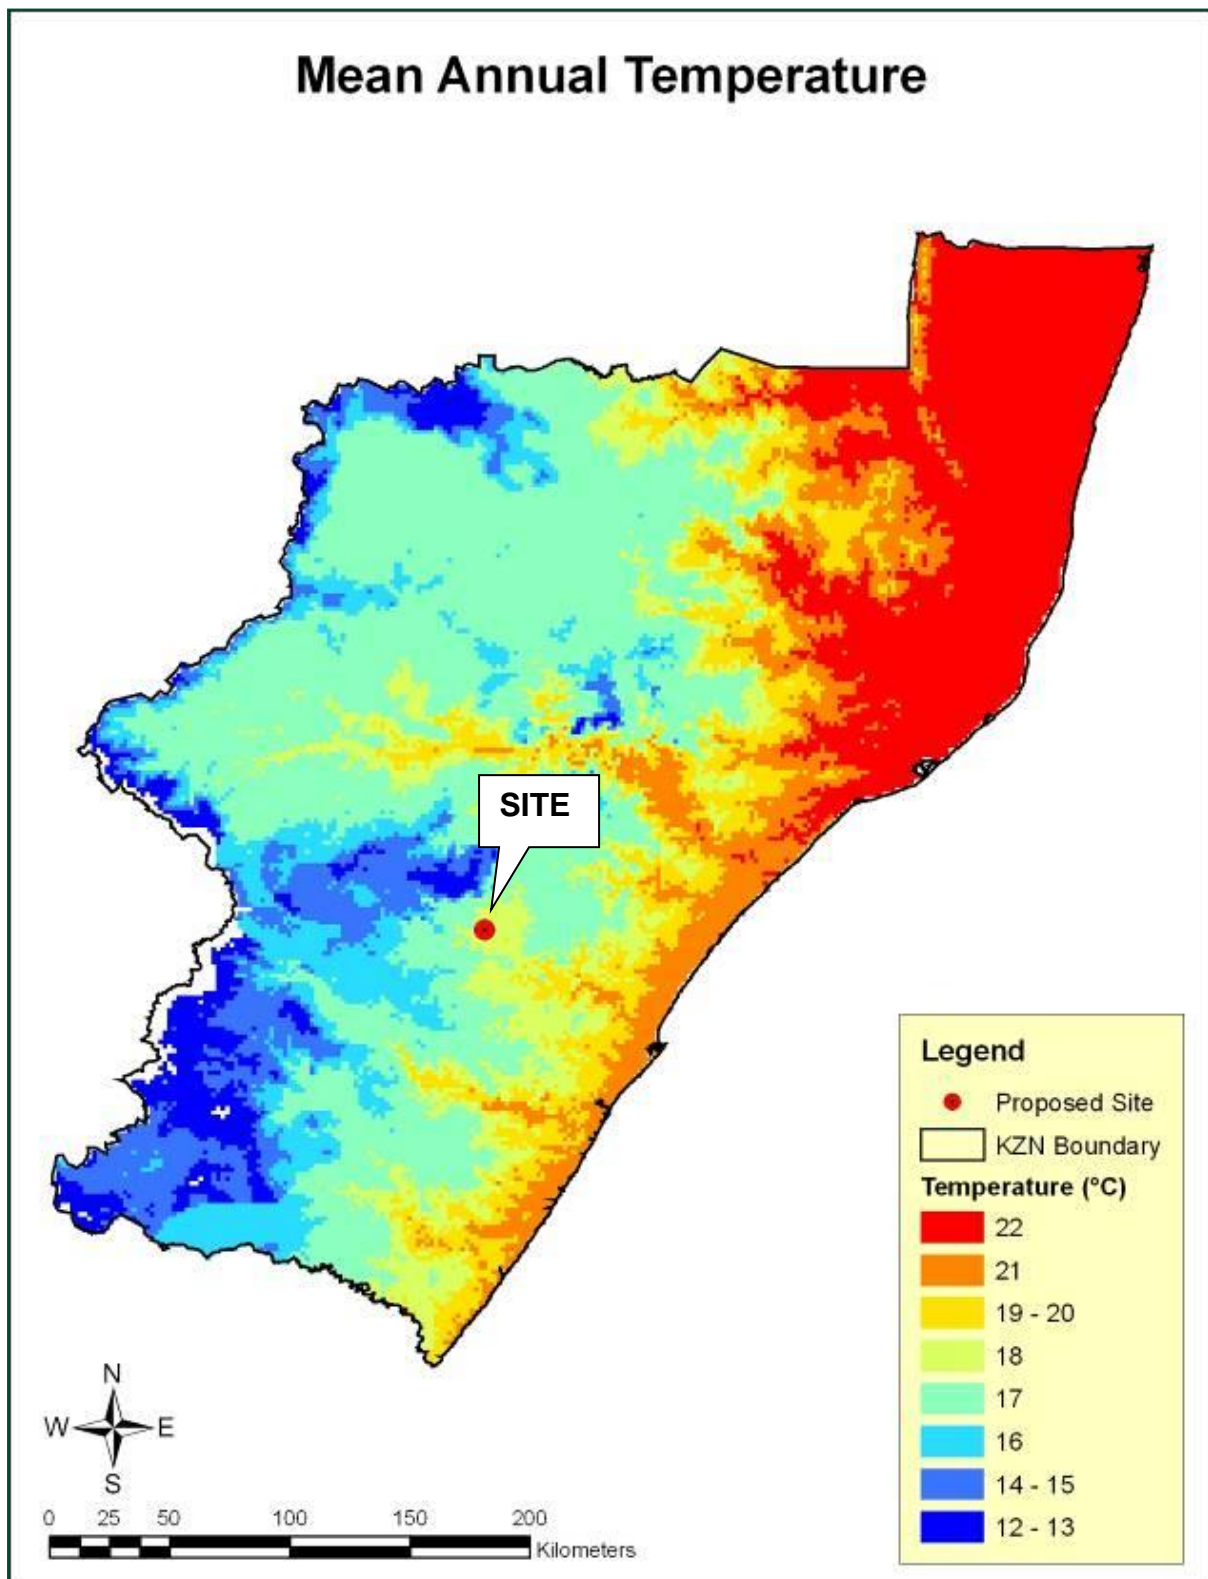 Mean Annual Temperature
SITE
Legend
Proposed Site
KZN Boundary
Temperature (°C)
22
21
19 - 20
18
17
16
14 - 15
12 - 13
N
W E
S
0 25 50 100 150 200
Kilometers